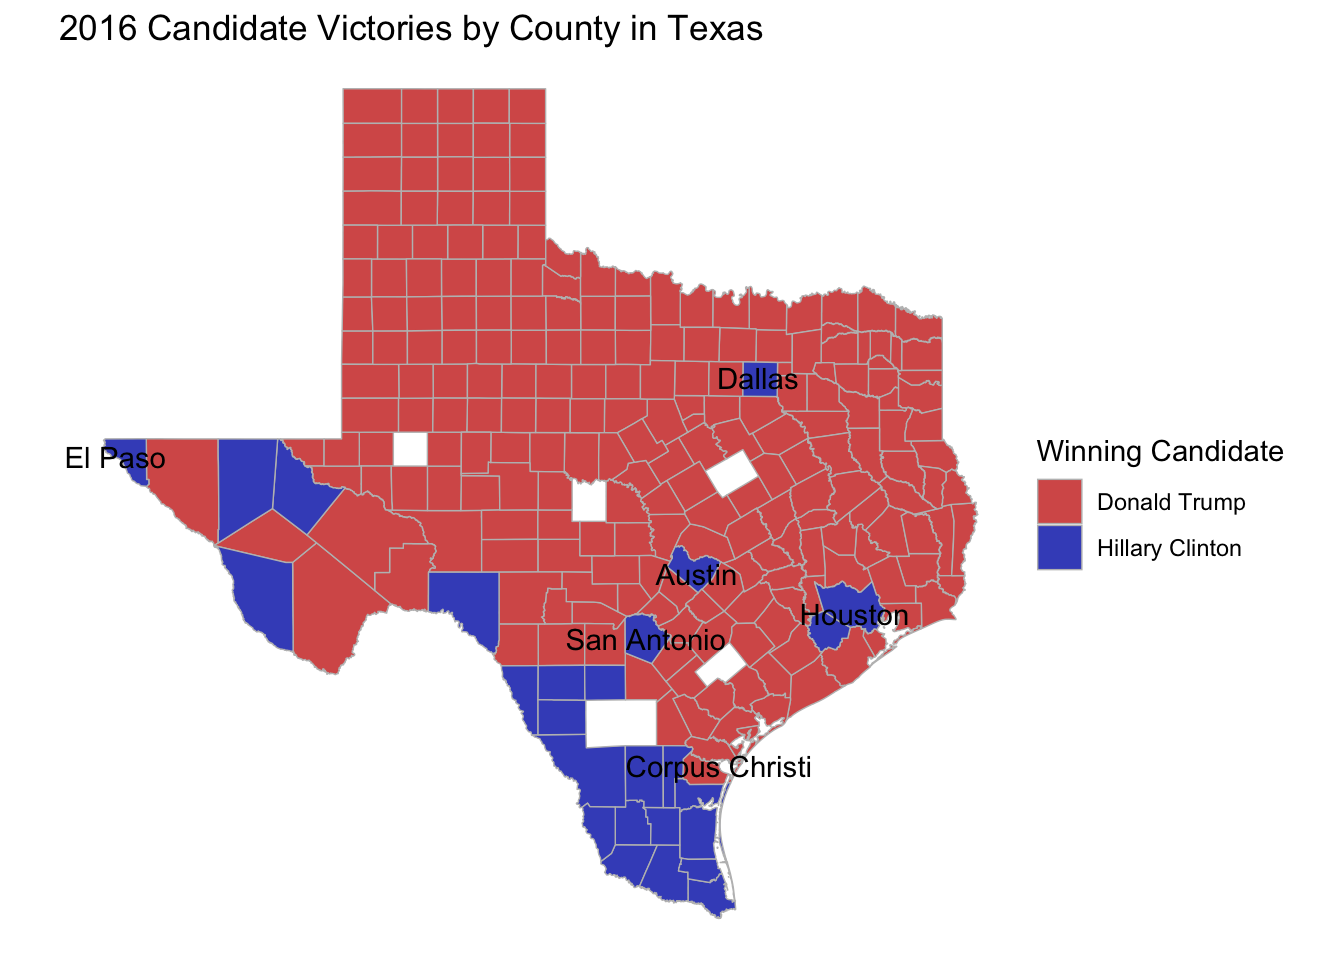 2016 Candidate Victories by County in Texas
Dallas
El Paso
Winning Candidate
Donald Trump
Hillary Clinton
Austin
Houston
San Antonio
Corpus Christi